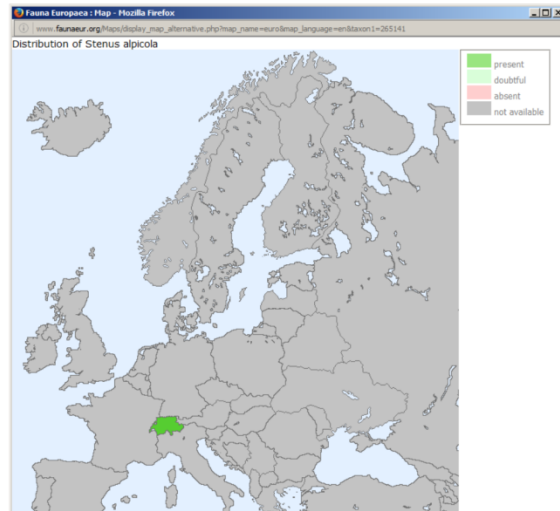 Fauna Europaea : Map - Mozilla Firefox
www.faunaeur.org/Maps/display_map_alternative.php?map_name=euro&map_language=en&taxon1=265141
Distribution of Stenus alpicola
present
doubtful
absent
not available